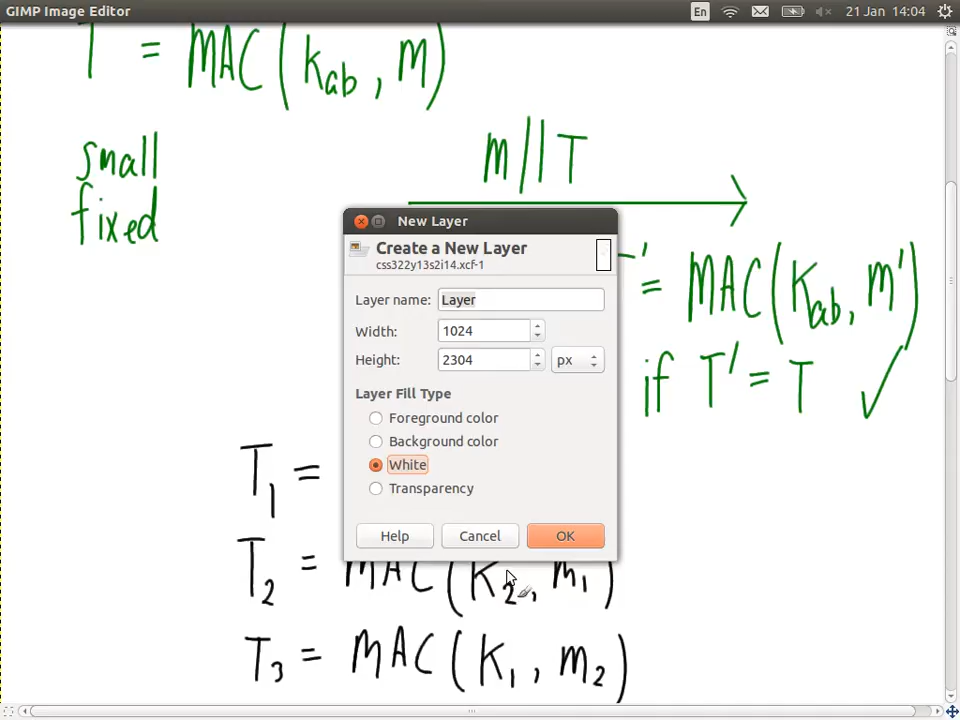 GIMP Image Editor
En
21 Jan 14:04
T = MAC(Kab, M)
small
fixed
m||T
New Layer
Create a New Layer
css322y13s2i14.xcf-1
Layer name: Layer
Width: 1024
Height: 2304 px
Layer Fill Type
Foreground color
Background color
White
Transparency
Help Cancel OK
= MAC(Kab, M')
if T' = T ✓
T1 =
T2 = MAC(K2, m1)
T3 = MAC(K1, m2)